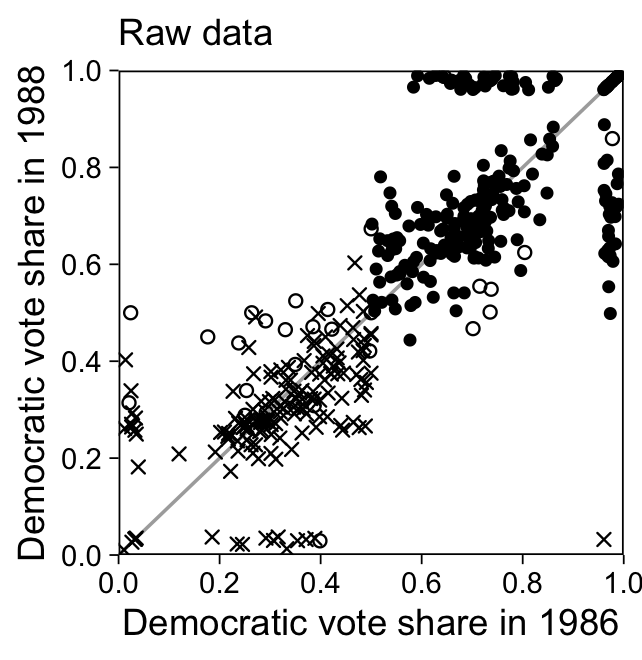 Raw data
Democratic vote share in 1988
1.0
0.8
0.6
0.4
0.2
0.0
0.0 0.2 0.4 0.6 0.8 1.0
Democratic vote share in 1986